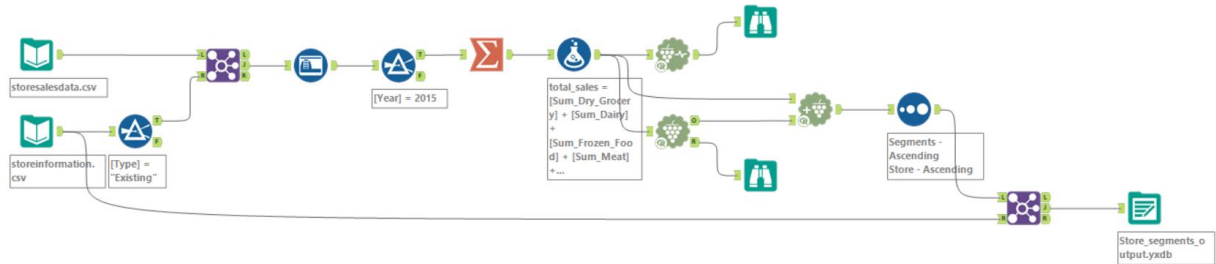 storesalesdata.csv
storeinformation.
csv
[Type] =
"Existing"
[Year] = 2015
total_sales =
[Sum_Dry_Grocer
y] + [Sum_Dairy]
+
[Sum_Frozen_Foo
d] + [Sum_Meat]
+...
Segments -
Ascending
Store - Ascending
Store_segments_o
utput.yxdb
L
R
L
J
R
T
F
T
F
O
R
L
R
L
J
R